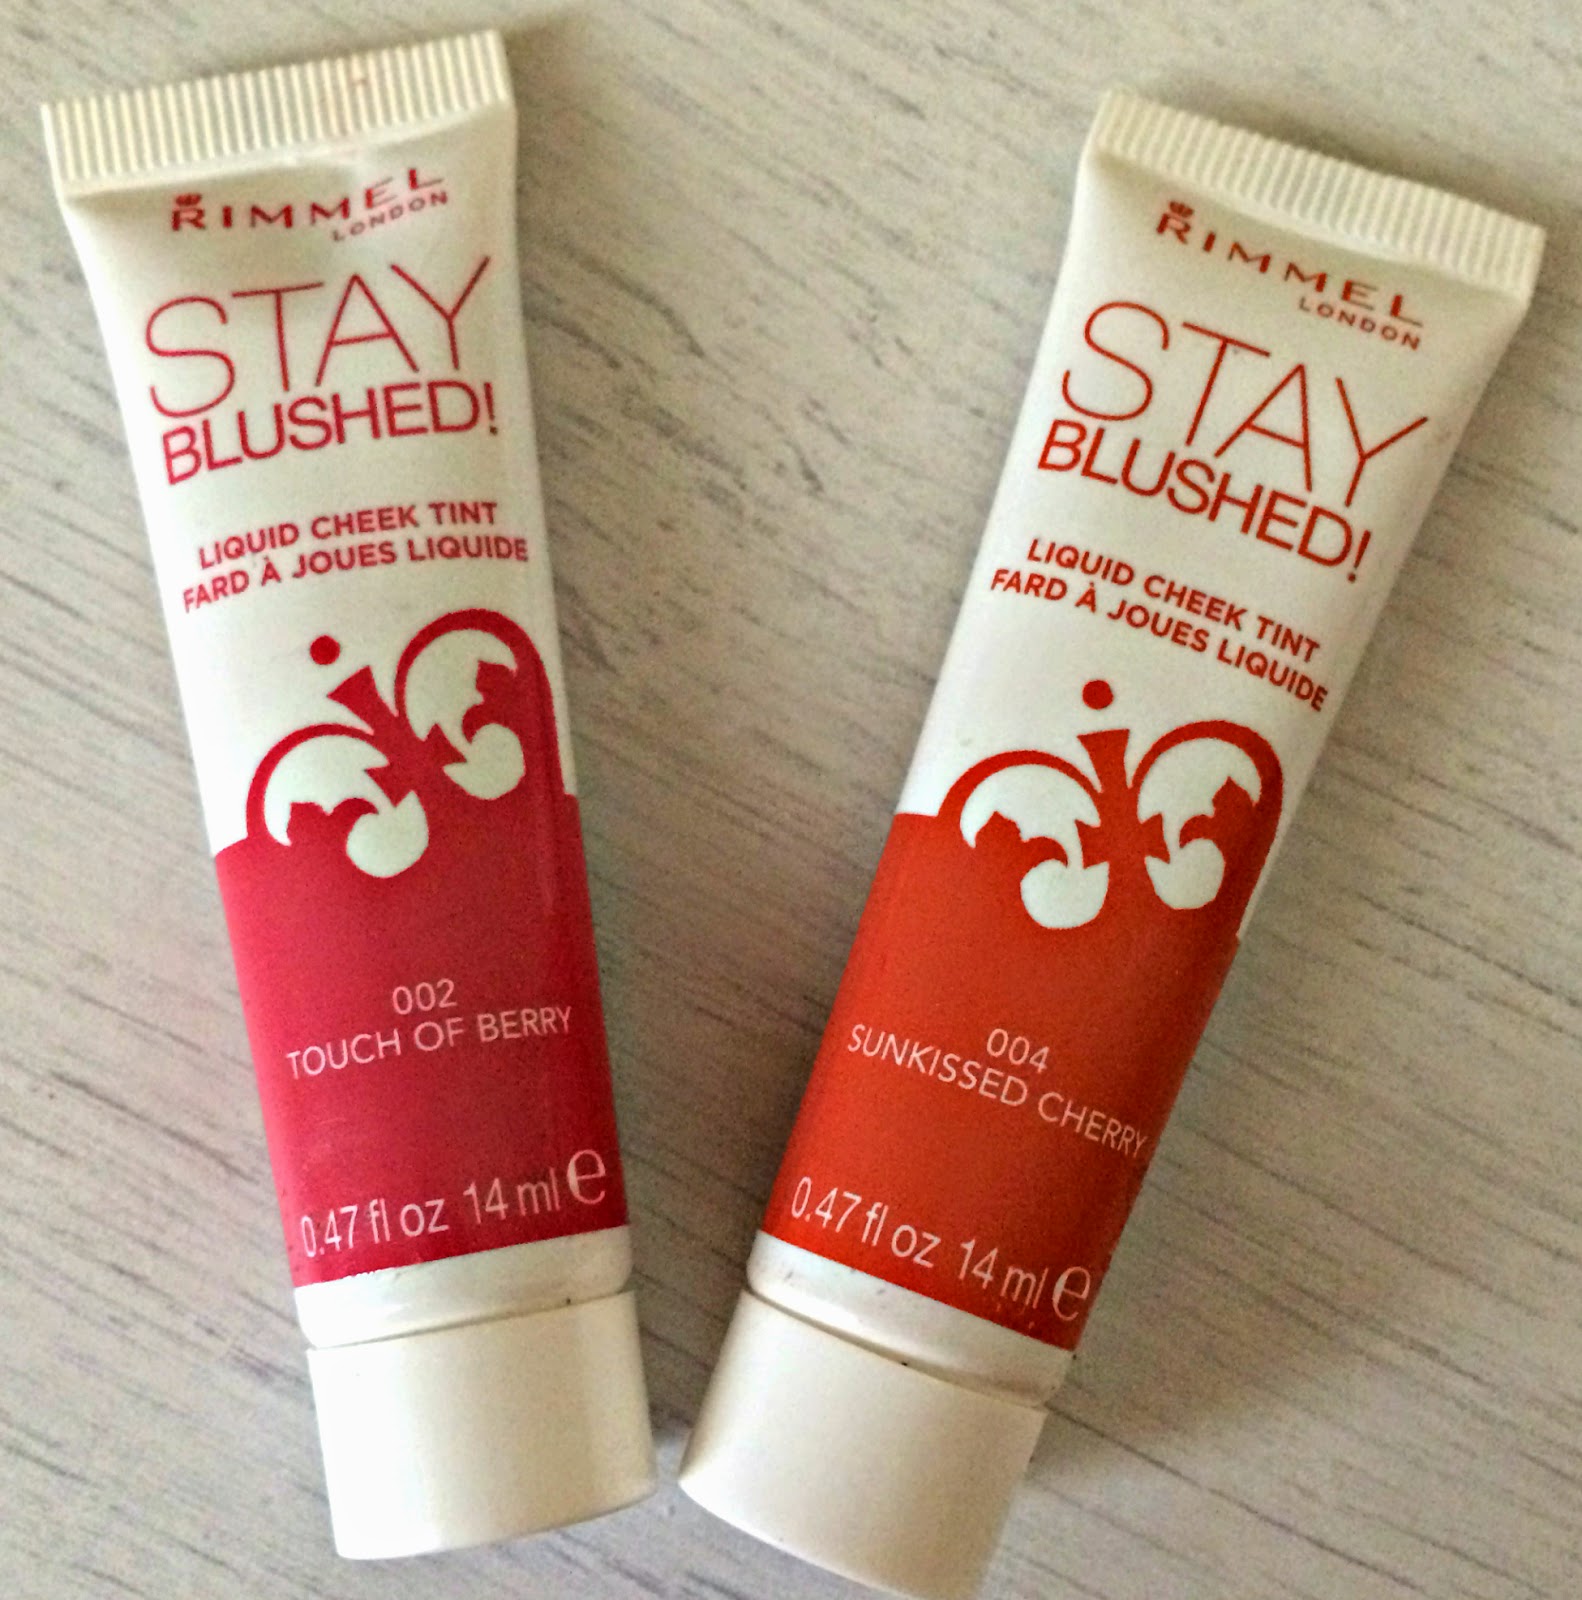 RIMMEL
LONDON
STAY
BLUSHED!
LIQUID CHEEK TINT
FARD À JOUES LIQUIDE
002
TOUCH OF BERRY
0.47 fl oz 14 ml e
RIMMEL
LONDON
STAY
BLUSHED!
LIQUID CHEEK TINT
FARD À JOUES LIQUIDE
004
SUNKISSED CHERRY
0.47 fl oz 14 ml e